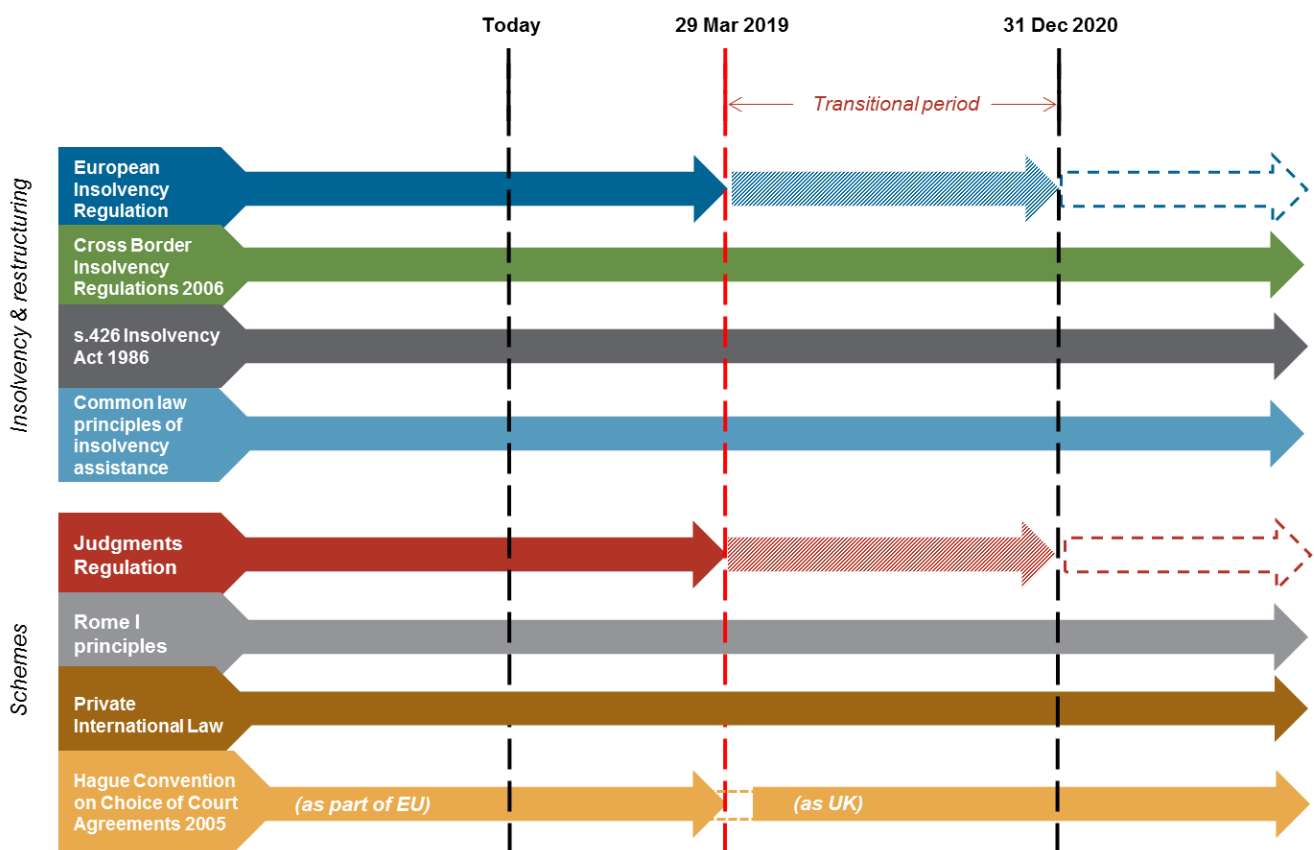 Today
29 Mar 2019
31 Dec 2020
Transitional period
Insolvency & restructuring
European
Insolvency
Regulation
Cross Border
Insolvency
Regulations 2006
s.426 Insolvency
Act 1986
Common law
principles of
insolvency
assistance
Schemes
Judgments
Regulation
Rome I
principles
Private
International Law
Hague Convention
on Choice of Court
Agreements 2005
(as part of EU)
(as UK)